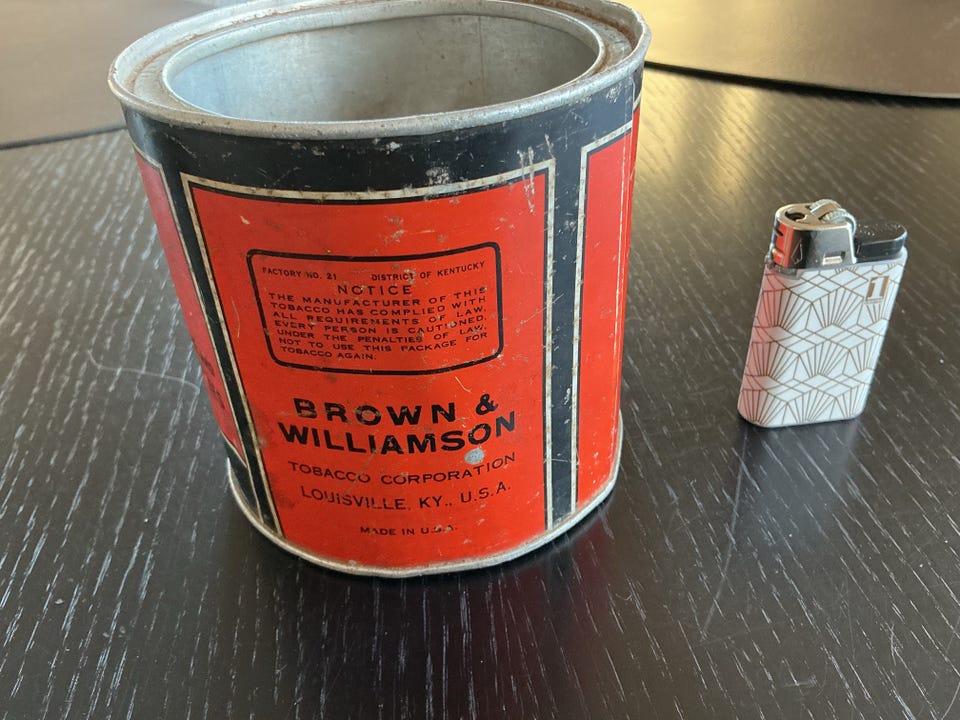 FACTORY NO. 21 DISTRICT OF KENTUCKY
NOTICE
THE MANUFACTURER OF THIS
TOBACCO HAS COMPLIED WITH
ALL REQUIREMENTS OF LAW.
EVERY PERSON IS CAUTIONED,
UNDER THE PENALTIES OF LAW,
NOT TO USE THIS PACKAGE FOR
TOBACCO AGAIN.
BROWN &
WILLIAMSON
TOBACCO CORPORATION
LOUISVILLE, KY., U.S.A.
MADE IN U.S.A.
1